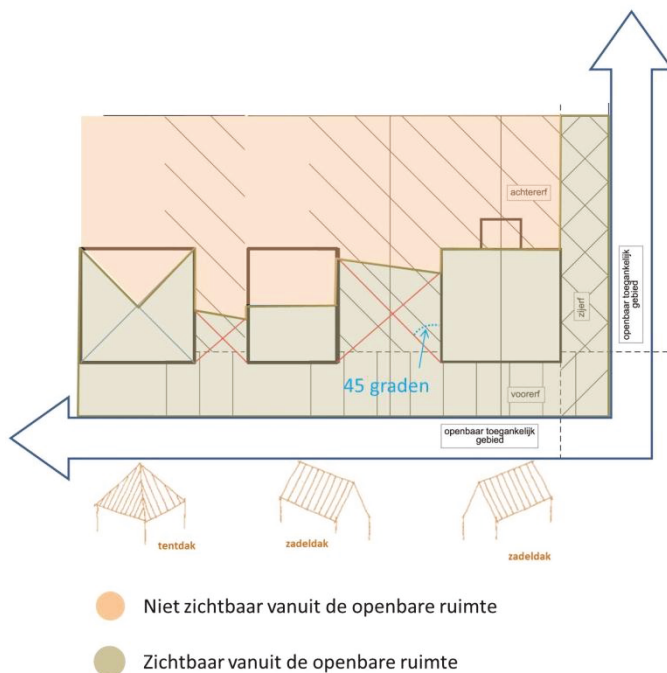 achtererf
openbaar toegankelijk
gebied
zijerf
45 graden
voorerf
openbaar toegankelijk
gebied
tentdak
zadeldak
zadeldak
Niet zichtbaar vanuit de openbare ruimte
Zichtbaar vanuit de openbare ruimte